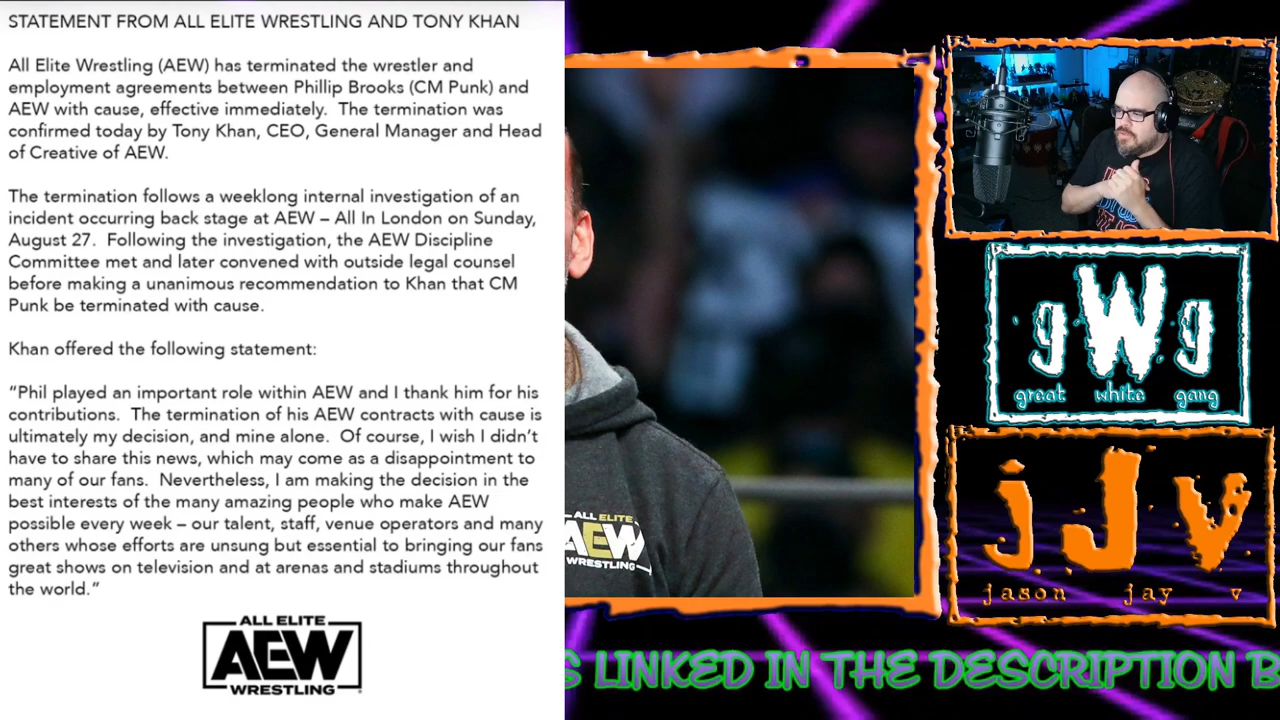 STATEMENT FROM ALL ELITE WRESTLING AND TONY KHAN
All Elite Wrestling (AEW) has terminated the wrestler and
employment agreements between Phillip Brooks (CM Punk) and
AEW with cause, effective immediately.  The termination was
confirmed today by Tony Khan, CEO, General Manager and Head
of Creative of AEW.
The termination follows a weeklong internal investigation of an
incident occurring back stage at AEW – All In London on Sunday,
August 27.  Following the investigation, the AEW Discipline
Committee met and later convened with outside legal counsel
before making a unanimous recommendation to Khan that CM
Punk be terminated with cause.
Khan offered the following statement:
“Phil played an important role within AEW and I thank him for his
contributions.  The termination of his AEW contracts with cause is
ultimately my decision, and mine alone.  Of course, I wish I didn’t
have to share this news, which may come as a disappointment to
many of our fans.  Nevertheless, I am making the decision in the
best interests of the many amazing people who make AEW
possible every week – our talent, staff, venue operators and many
others whose efforts are unsung but essential to bringing our fans
great shows on television and at arenas and stadiums throughout
the world.”
ALL ELITE
AEW
WRESTLING
ALL ELITE
AEW
WRESTLING
gWg
great white gang
jJv
jason jay v
S LINKED IN THE DESCRIPTION B